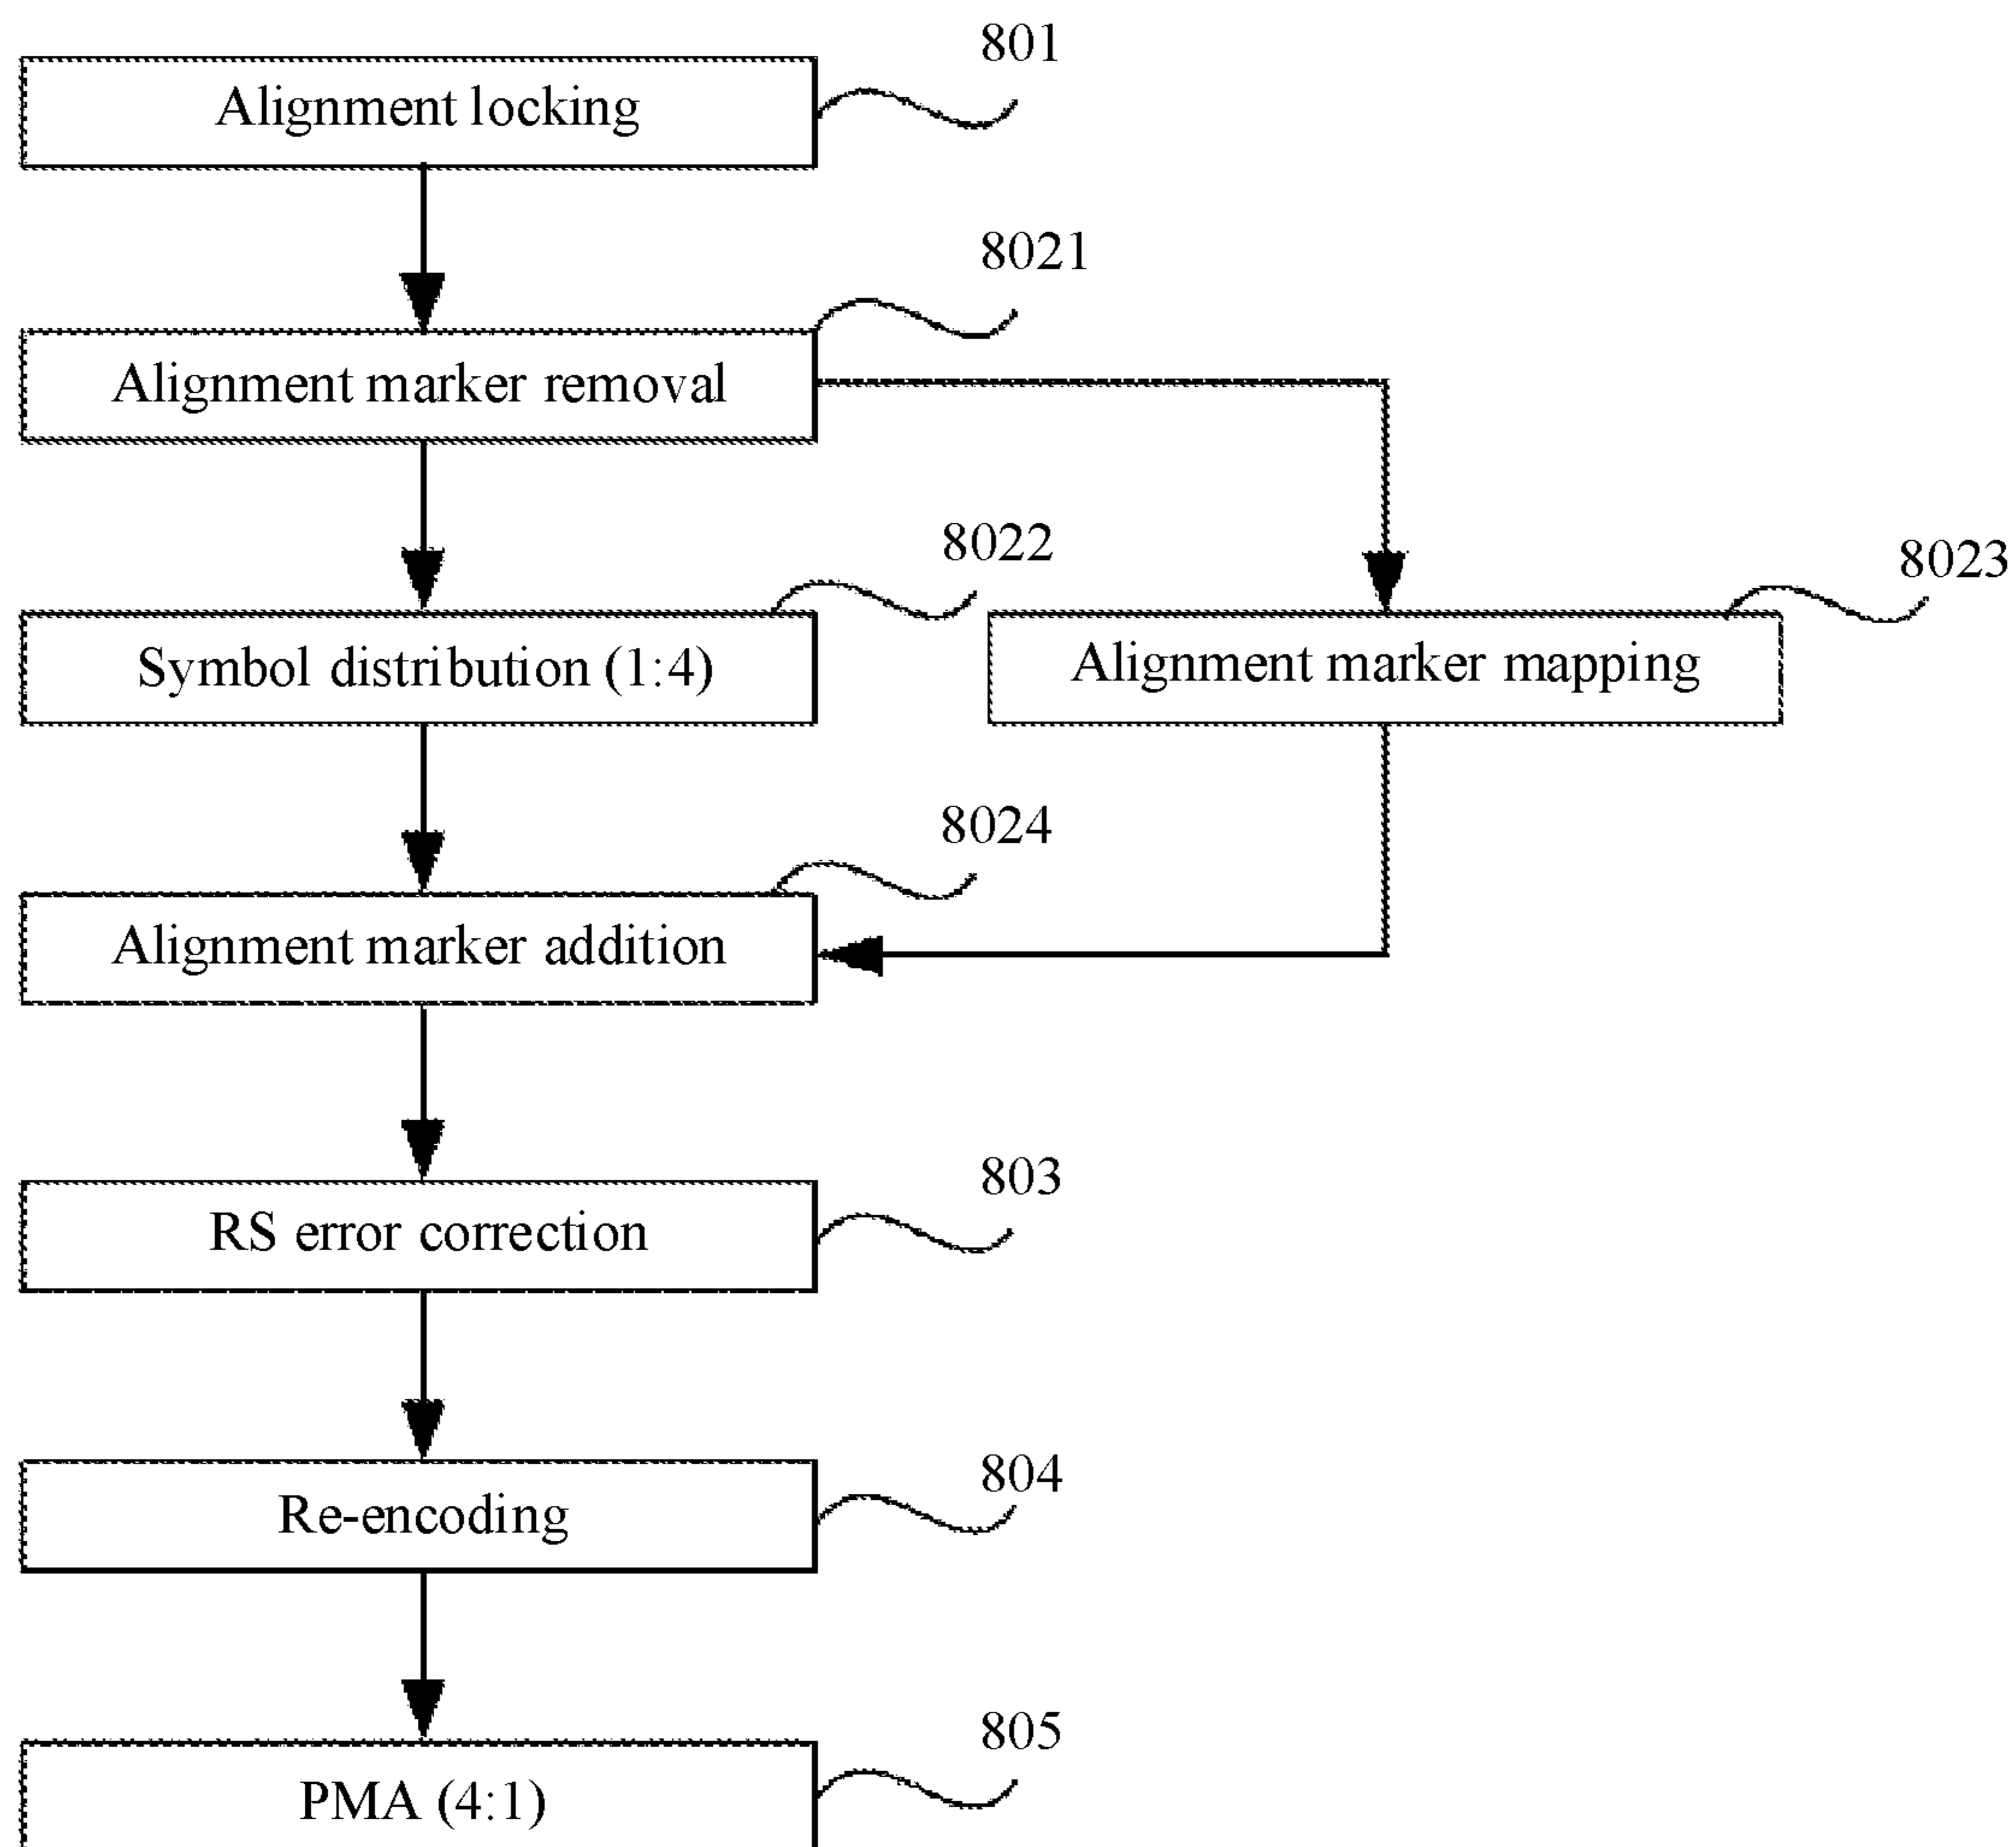 801
Alignment locking
8021
Alignment marker removal
8022
8023
Symbol distribution (1:4)
Alignment marker mapping
8024
Alignment marker addition
803
RS error correction
804
Re-encoding
805
PMA (4:1)